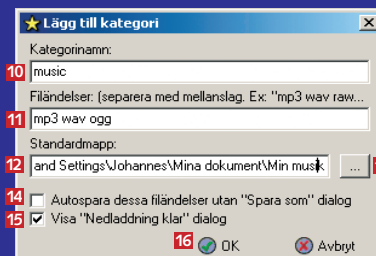 Lägg till kategori
Kategorinamn:
10 music
Filändelser: (separera med mellanslag. Ex: "mp3 wav raw...
11 mp3 wav ogg
Standardmapp:
12 and Settings\Johannes\Mina dokument\Min musik ...
14 Autospara dessa filändelser utan "Spara som" dialog
15 Visa "Nedladdning klar" dialog
16 OK Avbryt